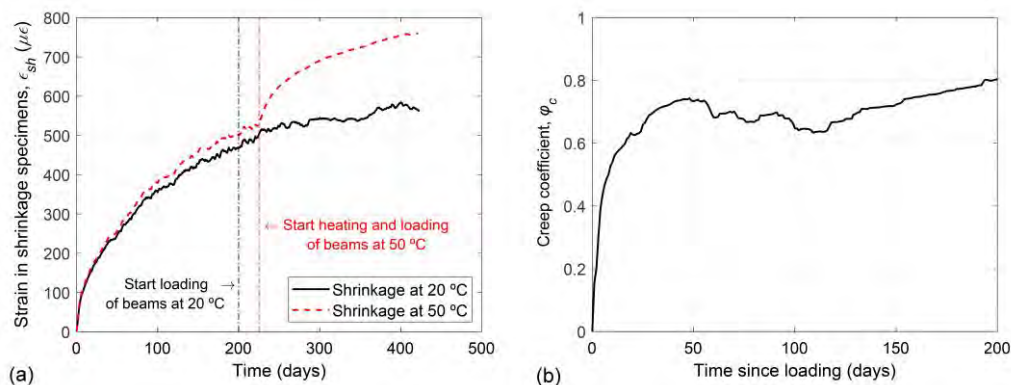 800
700
600
500
400
300
200
100
0
0 100 200 300 400 500
Strain in shrinkage specimens, ϵsh (μϵ)
Time (days)
Start heating and loading
of beams at 50 ºC
Start loading
of beams at 20 ºC
Shrinkage at 20 ºC
Shrinkage at 50 ºC
(a)
1
0.8
0.6
0.4
0.2
0
0 50 100 150 200
Creep coefficient, φc
Time since loading (days)
(b)